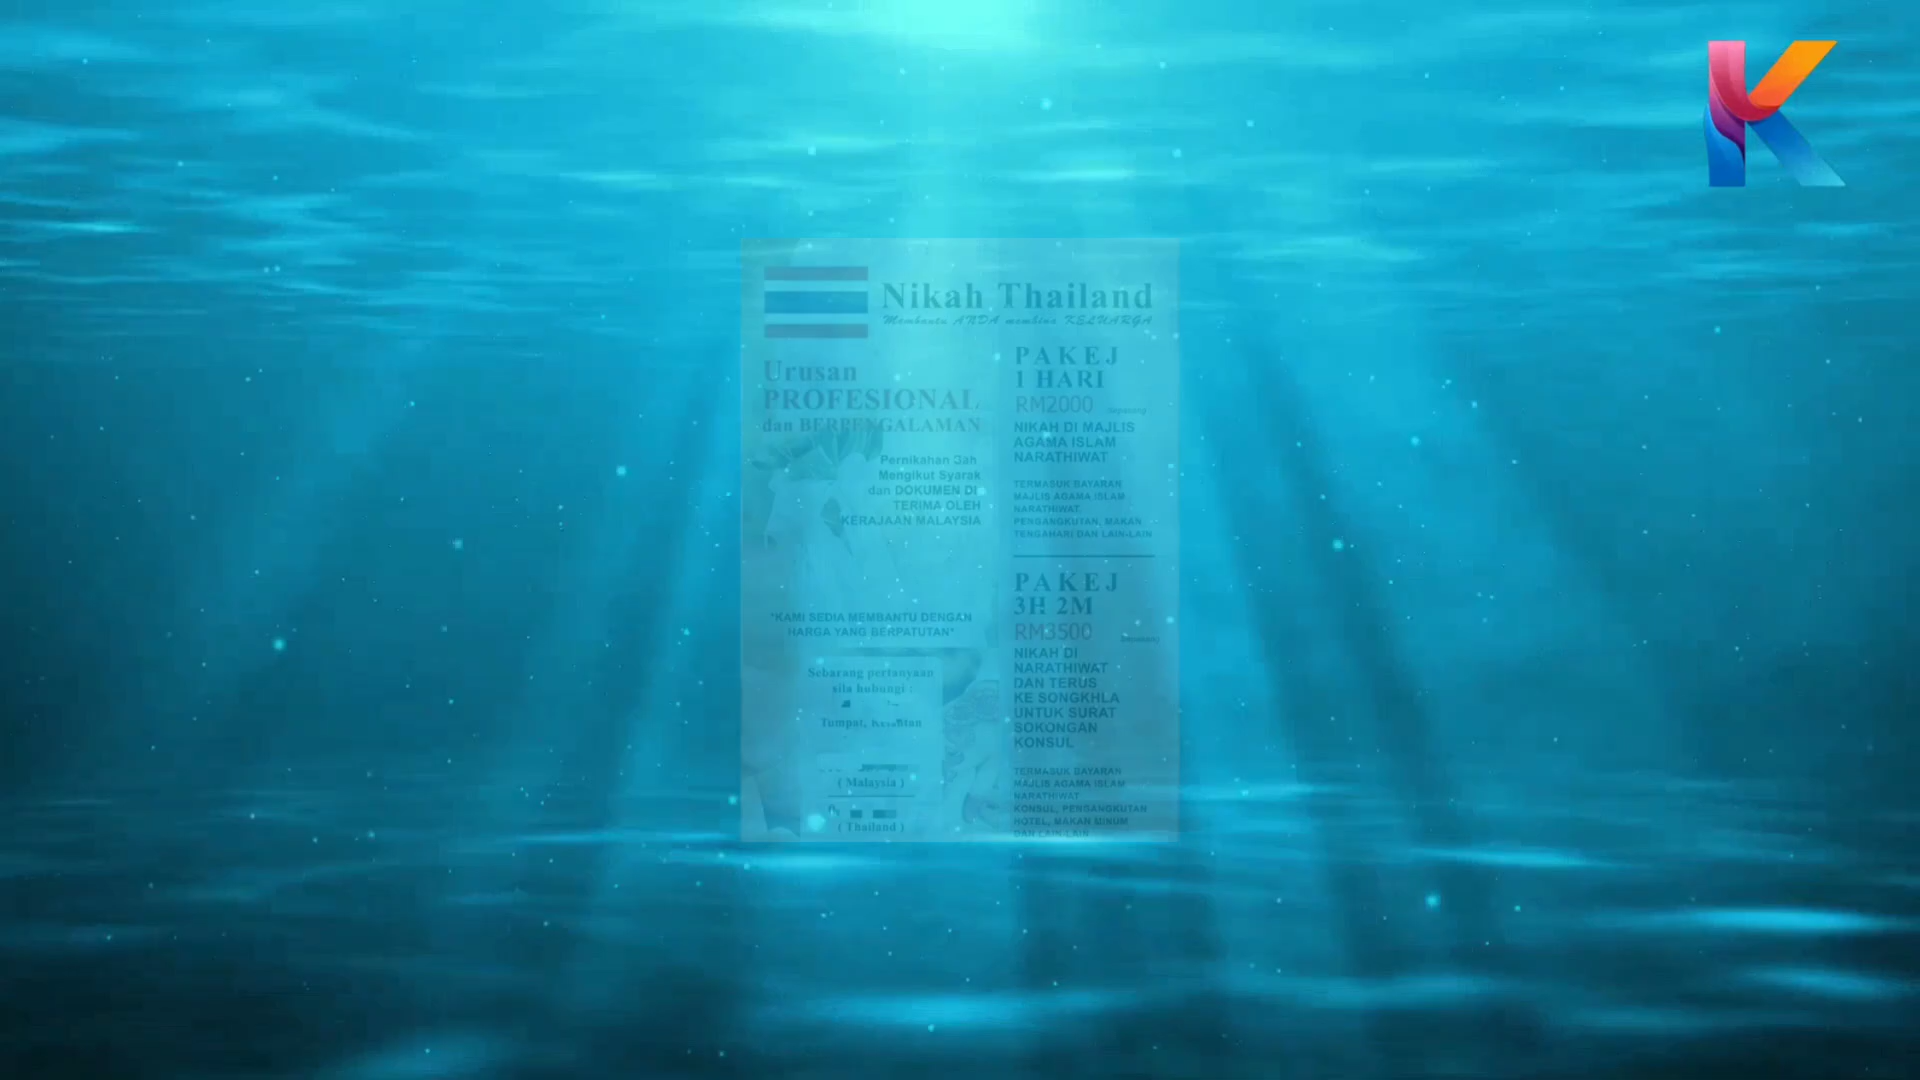 K
Nikah Thailand
Membantu ANDA membina KELUARGA
Urusan
PROFESIONAL
dan BERPENGALAMAN
Pernikahan Sah
Mengikut Syarak
dan DOKUMEN DI
TERIMA OLEH
KERAJAAN MALAYSIA
"KAMI SEDIA MEMBANTU DENGAN
HARGA YANG BERPATUTAN"
Sebarang pertanyaan
sila hubungi :
Tumpat, Kelantan
( Malaysia )
( Thailand )
PAKEJ
1 HARI
RM2000 sepasang
NIKAH DI MAJLIS
AGAMA ISLAM
NARATHIWAT
TERMASUK BAYARAN
MAJLIS AGAMA ISLAM
NARATHIWAT,
PENGANGKUTAN, MAKAN
TENGAHARI DAN LAIN-LAIN
PAKEJ
3H 2M
RM3500 sepasang
NIKAH DI
NARATHIWAT
DAN TERUS
KE SONGKHLA
UNTUK SURAT
SOKONGAN
KONSUL
TERMASUK BAYARAN
MAJLIS AGAMA ISLAM
NARATHIWAT
KONSUL, PENGANGKUTAN
HOTEL, MAKAN MINUM
DAN LAIN-LAIN